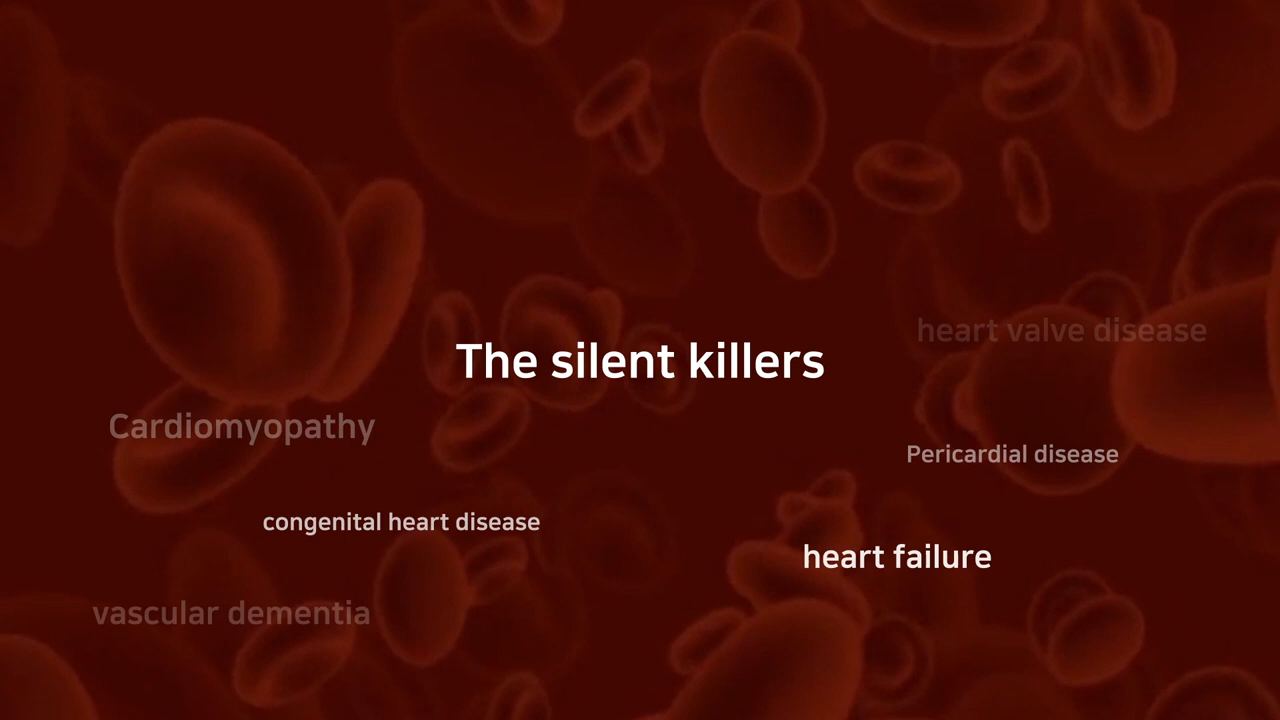 heart valve disease
The silent killers
Cardiomyopathy
Pericardial disease
congenital heart disease
heart failure
vascular dementia